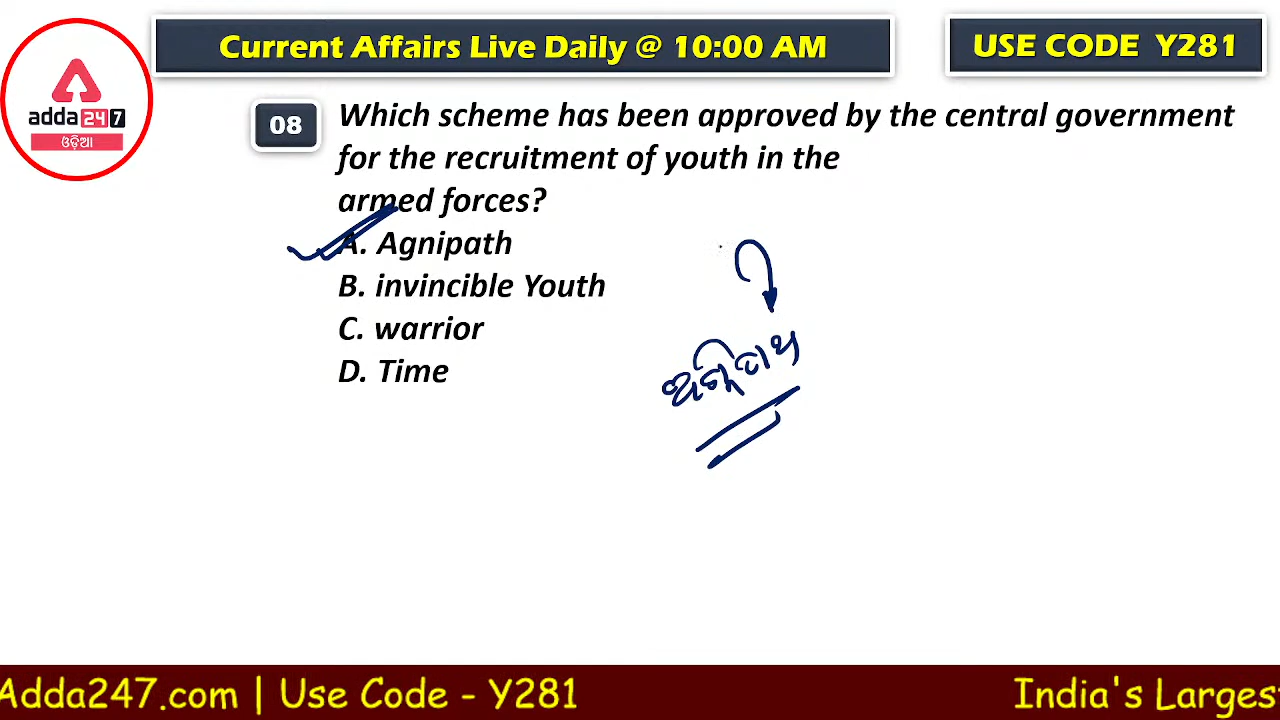 Current Affairs Live Daily @ 10:00 AM
USE CODE Y281
adda247
ଓଡ଼ିଆ
08
Which scheme has been approved by the central government
for the recruitment of youth in the
armed forces?
A. Agnipath
B. invincible Youth
C. warrior
D. Time
ଅଗ୍ନିପାଥ
Adda247.com | Use Code - Y281
India's Larges